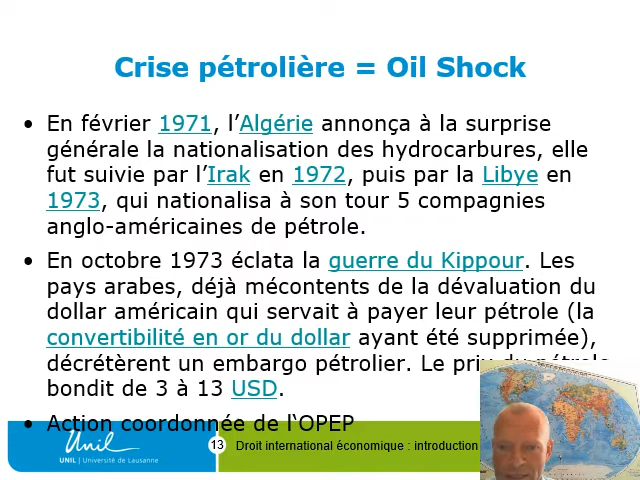 Crise pétrolière = Oil Shock
• En février 1971, l’Algérie annonça à la surprise
générale la nationalisation des hydrocarbures, elle
fut suivie par l’Irak en 1972, puis par la Libye en
1973, qui nationalisa à son tour 5 compagnies
anglo-américaines de pétrole.
• En octobre 1973 éclata la guerre du Kippour. Les
pays arabes, déjà mécontents de la dévaluation du
dollar américain qui servait à payer leur pétrole (la
convertibilité en or du dollar ayant été supprimée),
décrétèrent un embargo pétrolier. Le prix du pétrole
bondit de 3 à 13 USD.
• Action coordonnée de l‘OPEP
Unil
UNIL | Université de Lausanne
13
Droit international économique : introduction